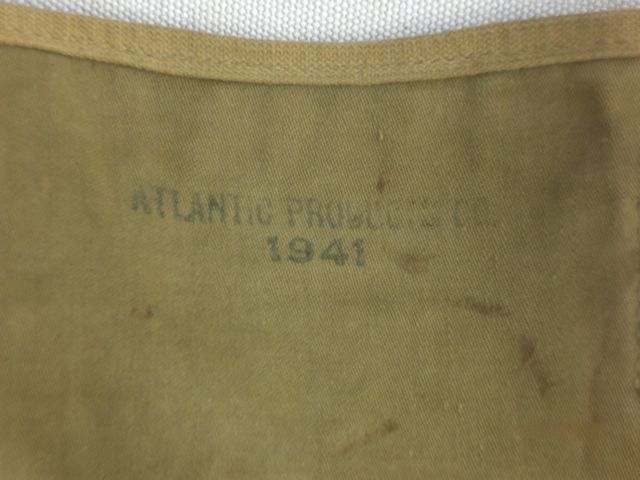 ATLANTIC PRODUCTS CO.
1941